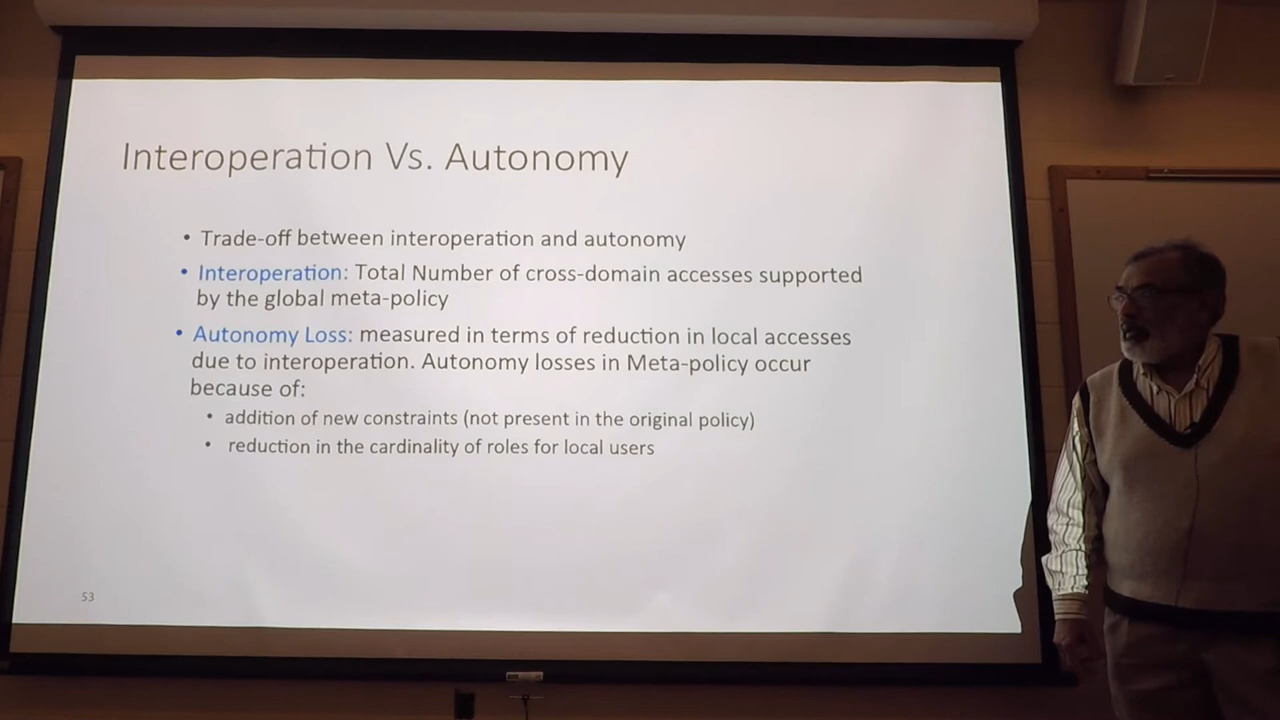 Interoperation Vs. Autonomy
• Trade-off between interoperation and autonomy
• Interoperation: Total Number of cross-domain accesses supported
by the global meta-policy
• Autonomy Loss: measured in terms of reduction in local accesses
due to interoperation. Autonomy losses in Meta-policy occur
because of:
• addition of new constraints (not present in the original policy)
• reduction in the cardinality of roles for local users
53